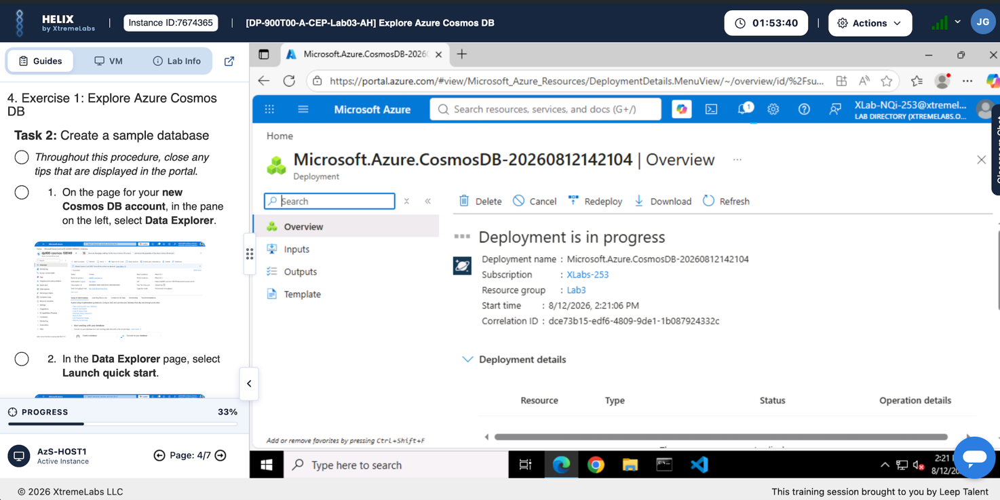 HELIX
by XtremeLabs
Instance ID:7674365
[DP-900T00-A-CEP-Lab03-AH] Explore Azure Cosmos DB
01:53:40
Actions
JG
Guides
VM
Lab Info
4. Exercise 1: Explore Azure Cosmos
DB
Task 2: Create a sample database
Throughout this procedure, close any
tips that are displayed in the portal.
1. On the page for your new
Cosmos DB account, in the pane
on the left, select Data Explorer.
2. In the Data Explorer page, select
Launch quick start.
PROGRESS
33%
AzS-HOST1
Active Instance
Page: 4/7
Microsoft.Azure.CosmosDB-2026
https://portal.azure.com/#view/Microsoft_Azure_Resources/DeploymentDetails.MenuView/~/overview/id/%2Fsu...
Microsoft Azure
Search resources, services, and docs (G+/)
1
XLab-NQi-253@xtremel...
LAB DIRECTORY (XTREMELABS.O...
Home
Microsoft.Azure.CosmosDB-20260812142104 | Overview
...
Deployment
Search
Delete
Cancel
Redeploy
Download
Refresh
Overview
Inputs
Outputs
Template
Deployment is in progress
Deployment name : Microsoft.Azure.CosmosDB-20260812142104
Subscription : XLabs-253
Resource group : Lab3
Start time : 8/12/2026, 2:21:06 PM
Correlation ID : dce73b15-edf6-4809-9de1-1b087924332c
Deployment details
Resource
Type
Status
Operation details
Add or remove favorites by pressing Ctrl+Shift+F
Type here to search
2:21
8/12/20
© 2026 XtremeLabs LLC
This training session brought to you by Leep Talent